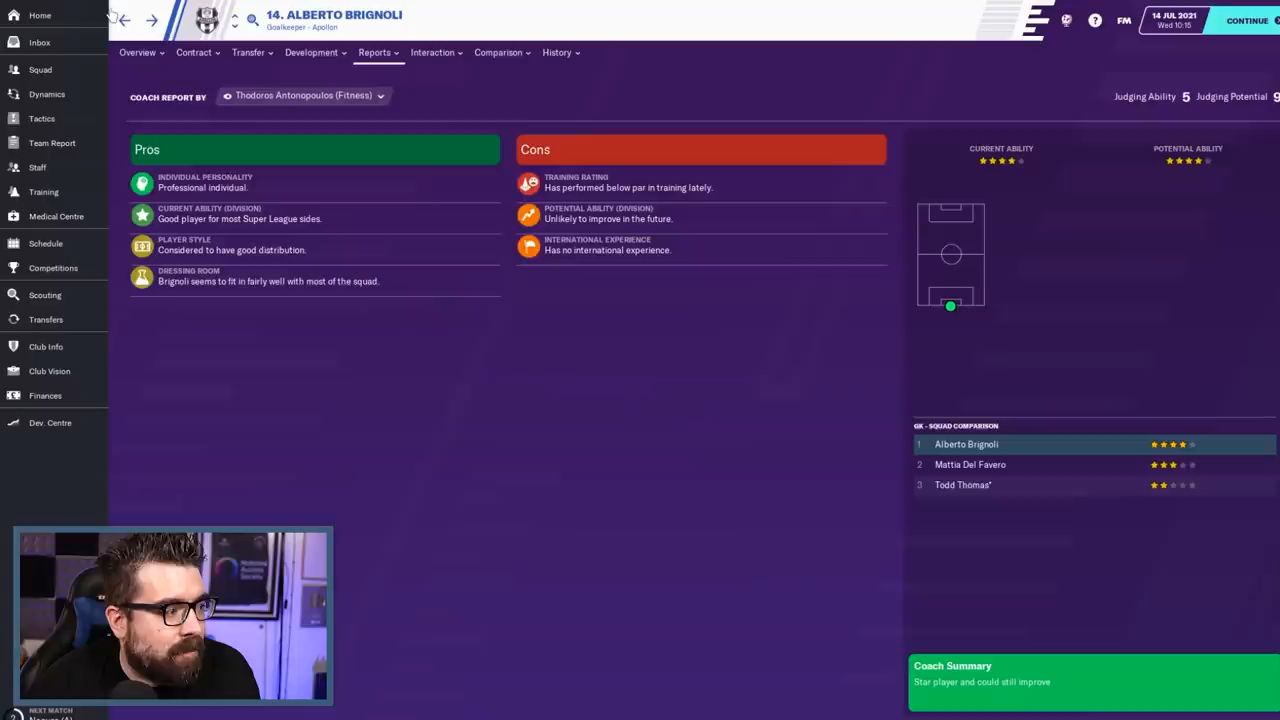 Home
Inbox
Squad
Dynamics
Tactics
Team Report
Staff
Training
Medical Centre
Schedule
Competitions
Scouting
Transfers
Club Info
Club Vision
Finances
Dev. Centre
NEXT MATCH
14. ALBERTO BRIGNOLI
Goalkeeper - Apollon
FM
14 JUL 2021
Wed 10:15
CONTINUE
Overview
Contract
Transfer
Development
Reports
Interaction
Comparison
History
COACH REPORT BY
Thodoros Antonopoulos (Fitness)
Judging Ability 5 Judging Potential 9
Pros
INDIVIDUAL PERSONALITY
Professional individual.
CURRENT ABILITY (DIVISION)
Good player for most Super League sides.
PLAYER STYLE
Considered to have good distribution.
DRESSING ROOM
Brignoli seems to fit in fairly well with most of the squad.
Cons
TRAINING RATING
Has performed below par in training lately.
POTENTIAL ABILITY (DIVISION)
Unlikely to improve in the future.
INTERNATIONAL EXPERIENCE
Has no international experience.
CURRENT ABILITY
POTENTIAL ABILITY
GK - SQUAD COMPARISON
1 Alberto Brignoli
2 Mattia Del Favero
3 Todd Thomas*
Coach Summary
Star player and could still improve